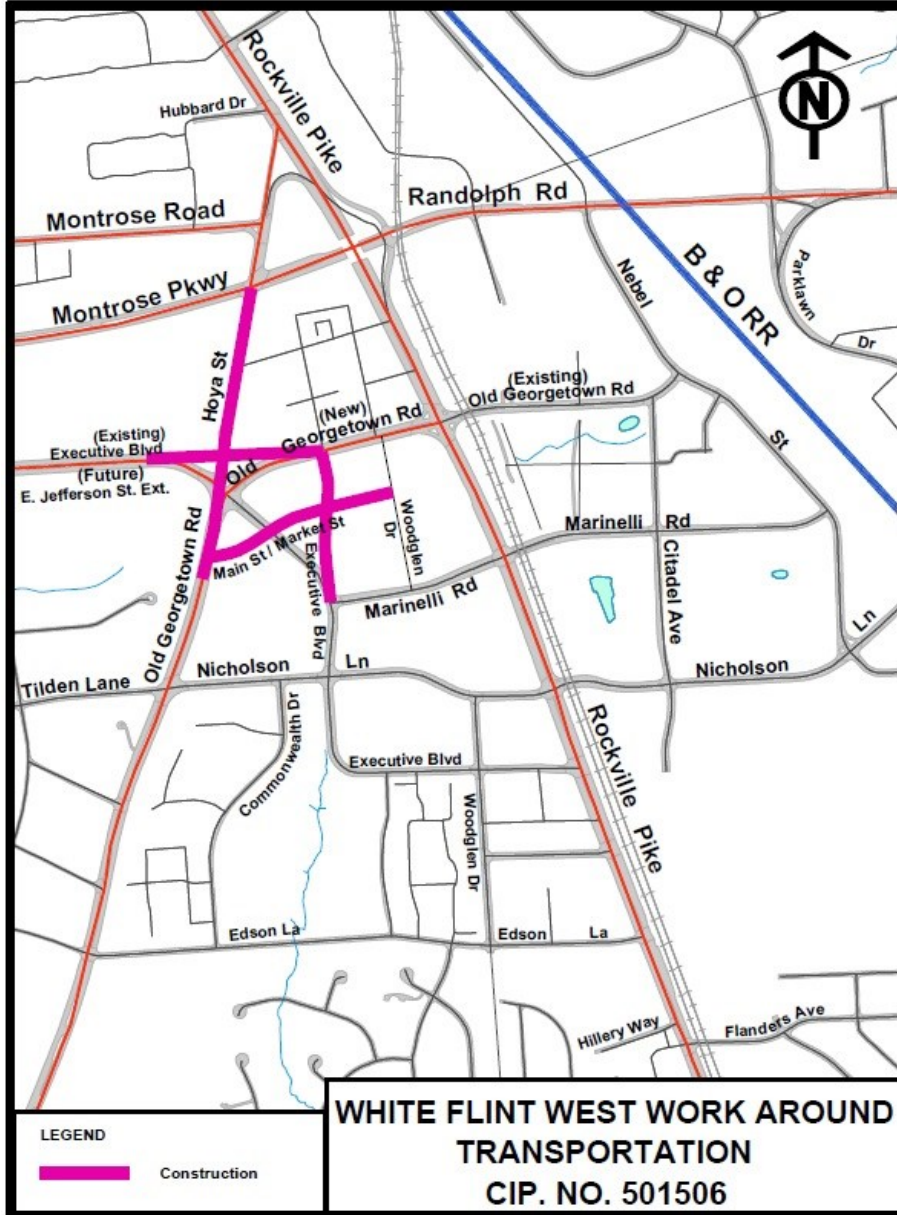 Rockville Pike
N
Hubbard Dr
Randolph Rd
Montrose Road
Montrose Pkwy
Nebel
B & O RR
Parklawn
Dr
Hoya St
(Existing)
Old Georgetown Rd
(New)
Old Georgetown Rd
(Existing)
Executive Blvd
(Future)
E. Jefferson St. Ext.
St
Woodglen
Dr
Marinelli Rd
Main St / Market St
Executive Blvd
Marinelli Rd
Citadel Ave
Old Georgetown Rd
Ln
Nicholson Ln
Nicholson
Tilden Lane
Commonwealth Dr
Rockville Pike
Executive Blvd
Woodglen Dr
Edson La
Edson La
Hillery Way
Flanders Ave
LEGEND
Construction
WHITE FLINT WEST WORK AROUND
TRANSPORTATION
CIP. NO. 501506